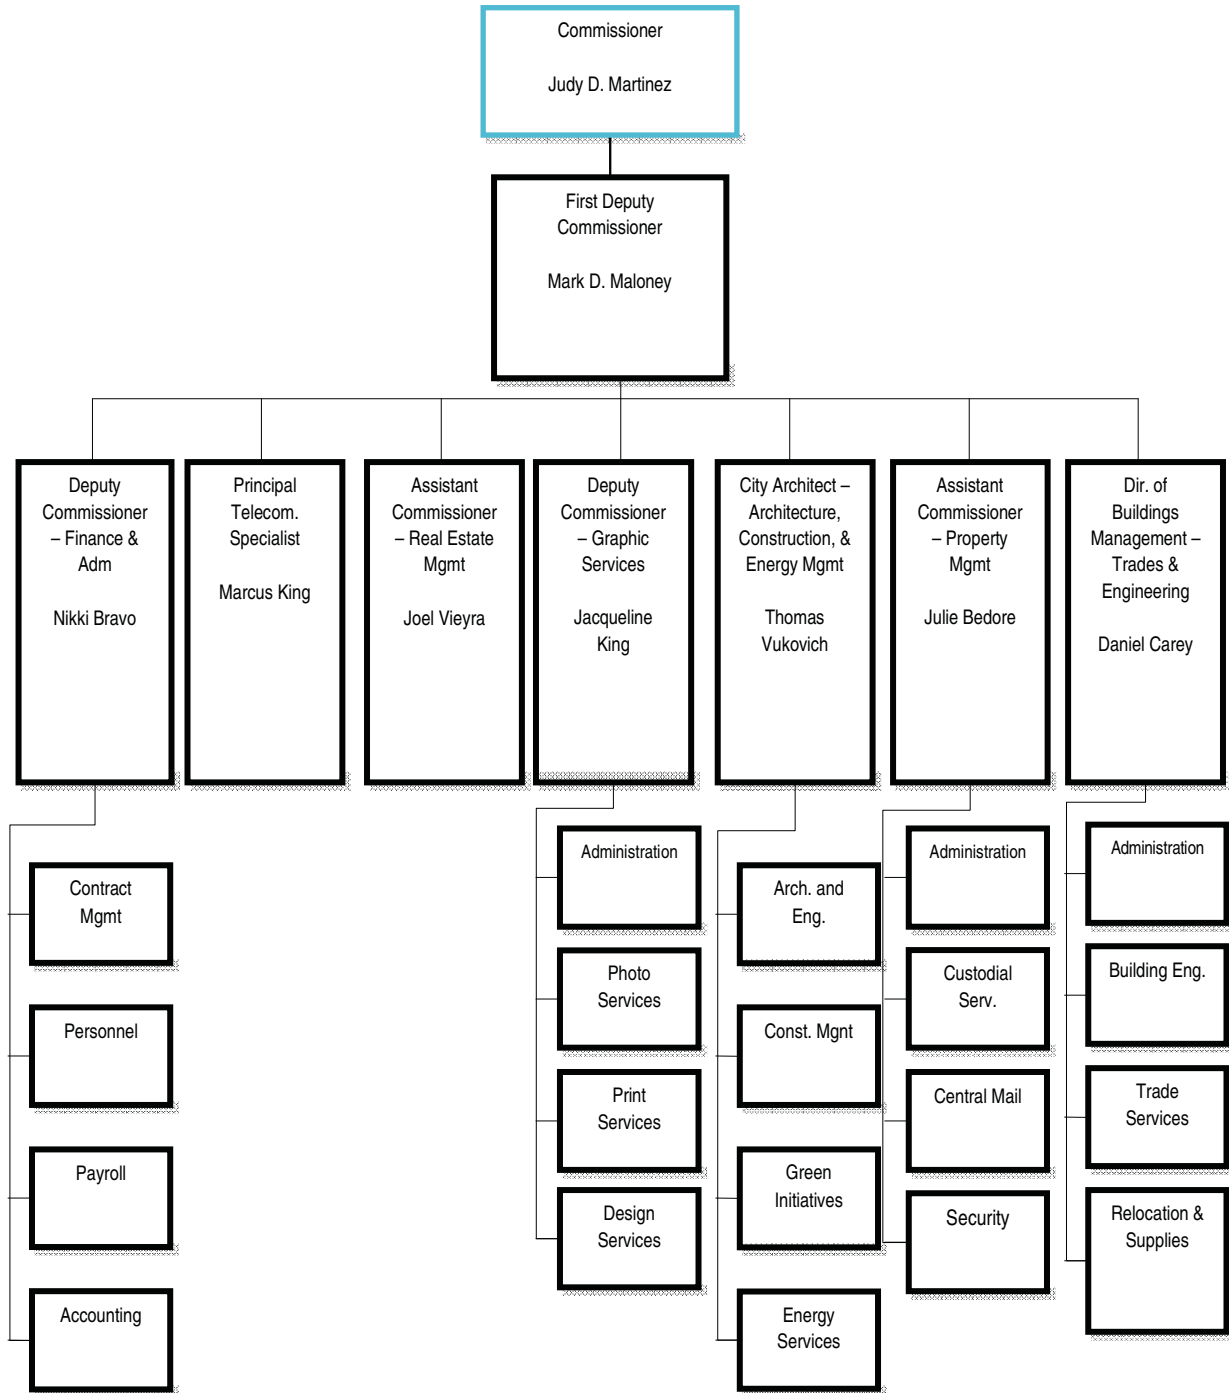 Commissioner
Judy D. Martinez
First Deputy
Commissioner
Mark D. Maloney
Deputy
Commissioner
– Finance &
Adm
Nikki Bravo
Principal
Telecom.
Specialist
Marcus King
Assistant
Commissioner
– Real Estate
Mgmt
Joel Vieyra
Deputy
Commissioner
– Graphic
Services
Jacqueline
King
City Architect –
Architecture,
Construction, &
Energy Mgmt
Thomas
Vukovich
Assistant
Commissioner
– Property
Mgmt
Julie Bedore
Dir. of
Buildings
Management –
Trades &
Engineering
Daniel Carey
Contract
Mgmt
Personnel
Payroll
Accounting
Administration
Photo
Services
Print
Services
Design
Services
Arch. and
Eng.
Const. Mgnt
Green
Initiatives
Energy
Services
Administration
Custodial
Serv.
Central Mail
Security
Administration
Building Eng.
Trade
Services
Relocation &
Supplies